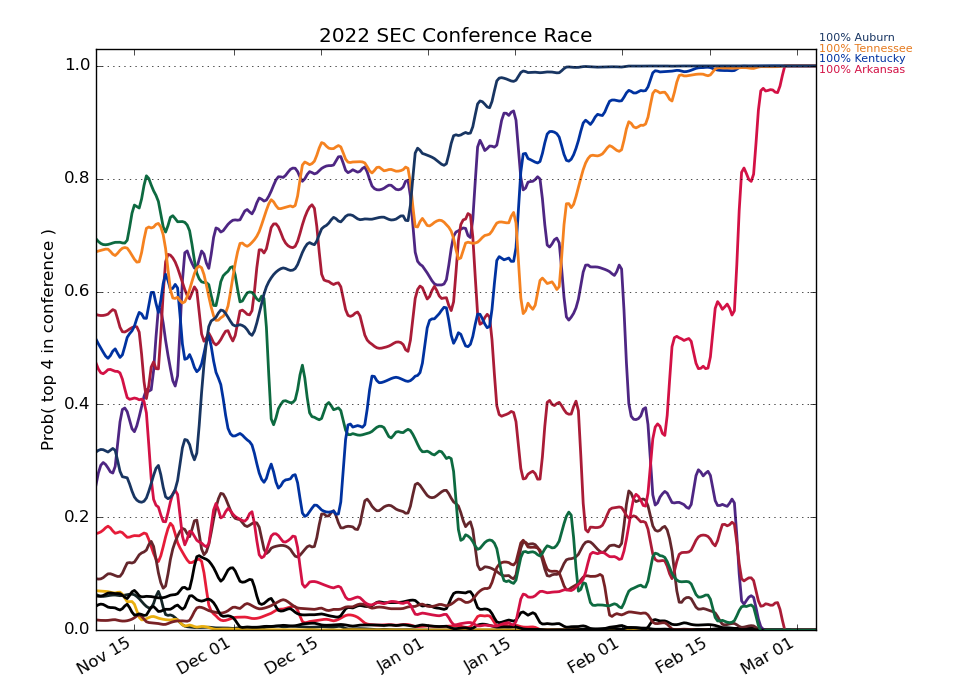 2022 SEC Conference Race
100% Auburn
100% Tennessee
100% Kentucky
100% Arkansas
Prob( top 4 in conference )
1.0
0.8
0.6
0.4
0.2
0.0
Nov 15
Dec 01
Dec 15
Jan 01
Jan 15
Feb 01
Feb 15
Mar 01